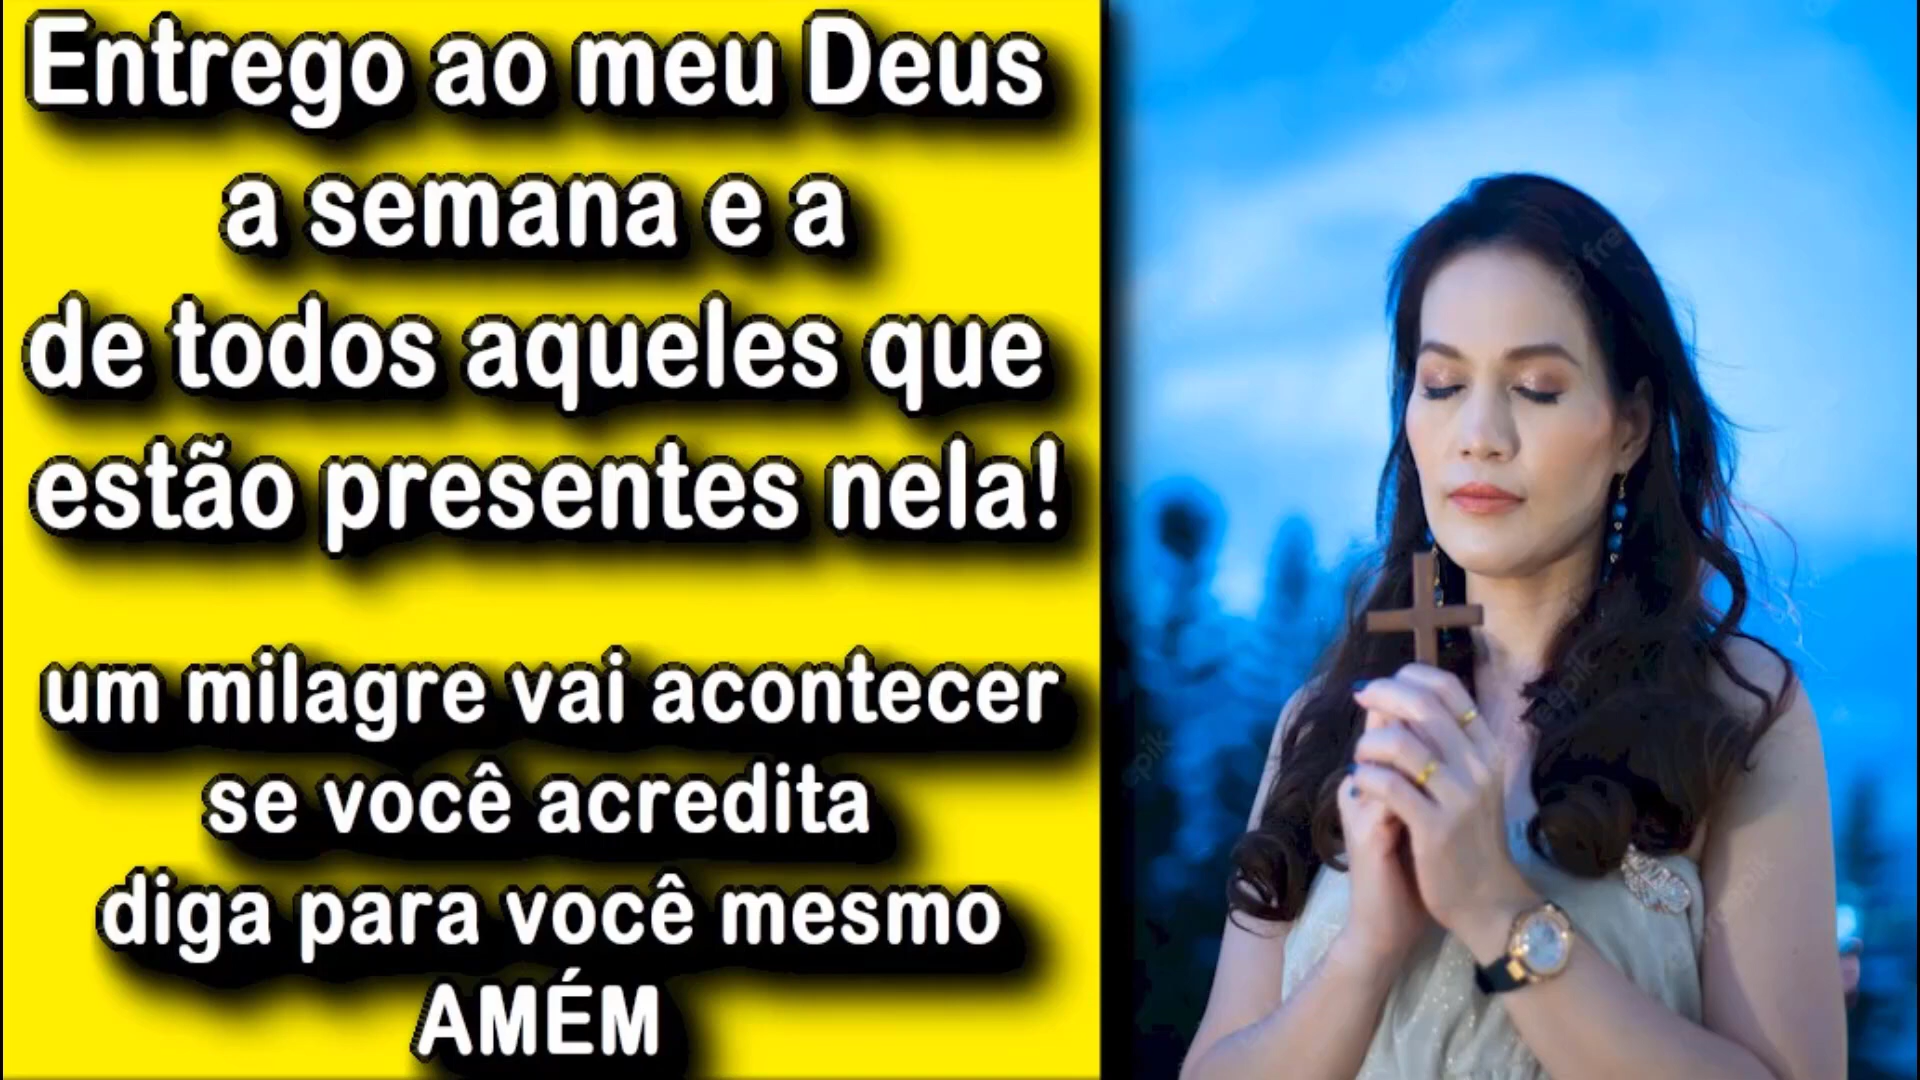 Entrego ao meu Deus
a semana e a
de todos aqueles que
estão presentes nela!
um milagre vai acontecer
se você acredita
diga para você mesmo
AMÉM